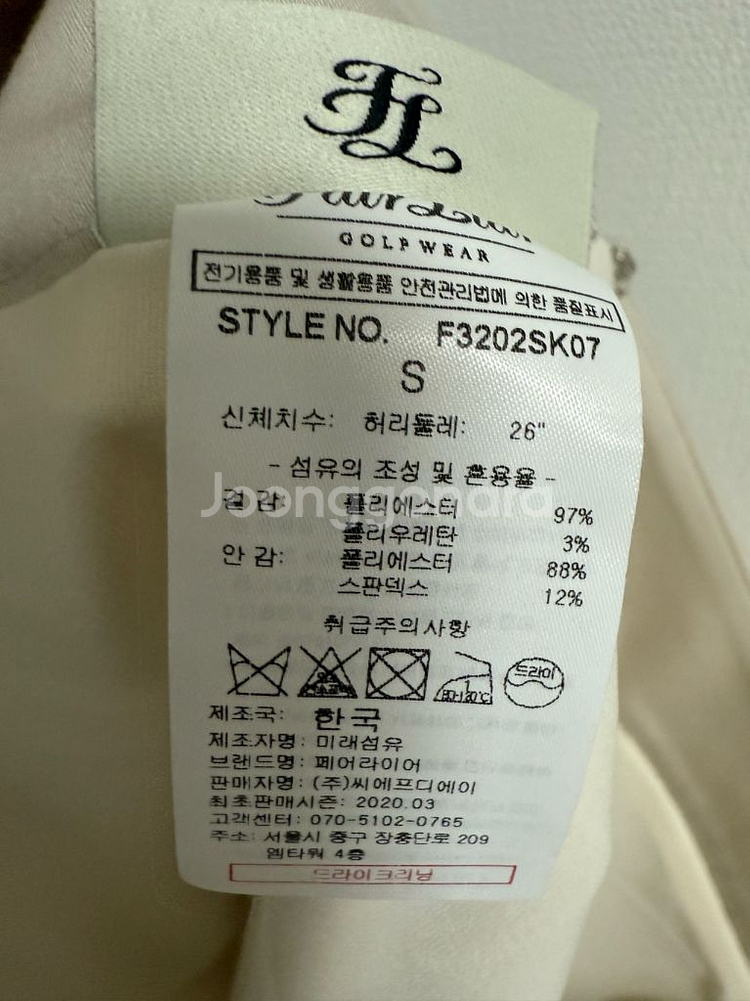 FL
GOLF WEAR
전기용품 및 생활용품 안전관리법에 의한 품질표시
STYLE NO. F3202SK07
S
신체치수: 허리둘레: 26"
- 섬유의 조성 및 혼용율 -
겉 감: 폴리에스터 97%
폴리우레탄 3%
안 감: 폴리에스터 88%
스판덱스 12%
취급주의사항
80-120℃ 드라이
제조국: 한국
제조자명: 미래섬유
브랜드명: 페어라이어
판매자명: (주)씨에프디에이
최초판매시즌: 2020.03
고객센터: 070-5102-0765
주소: 서울시 중구 장충단로 209
엠타워 4층
드라이크리닝
Joonggonara